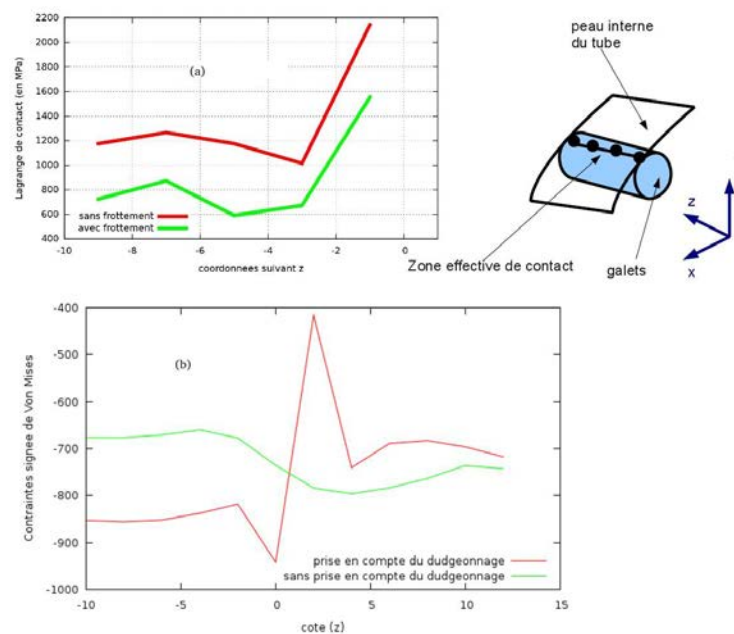 2200
2000
1800
1600
1400
1200
1000
800
600
400
Lagrange de contact (en MPa)
(a)
sans frottement
avec frottement
-10
-8
-6
-4
-2
0
coordonnees suivant z
peau interne
du tube
z
x
Zone effective de contact
galets
-400
-500
-600
-700
-800
-900
-1000
Contraintes signee de Von Mises
(b)
prise en compte du dudgeonnage
sans prise en compte du dudgeonnage
-10
-5
0
5
10
15
cote (z)